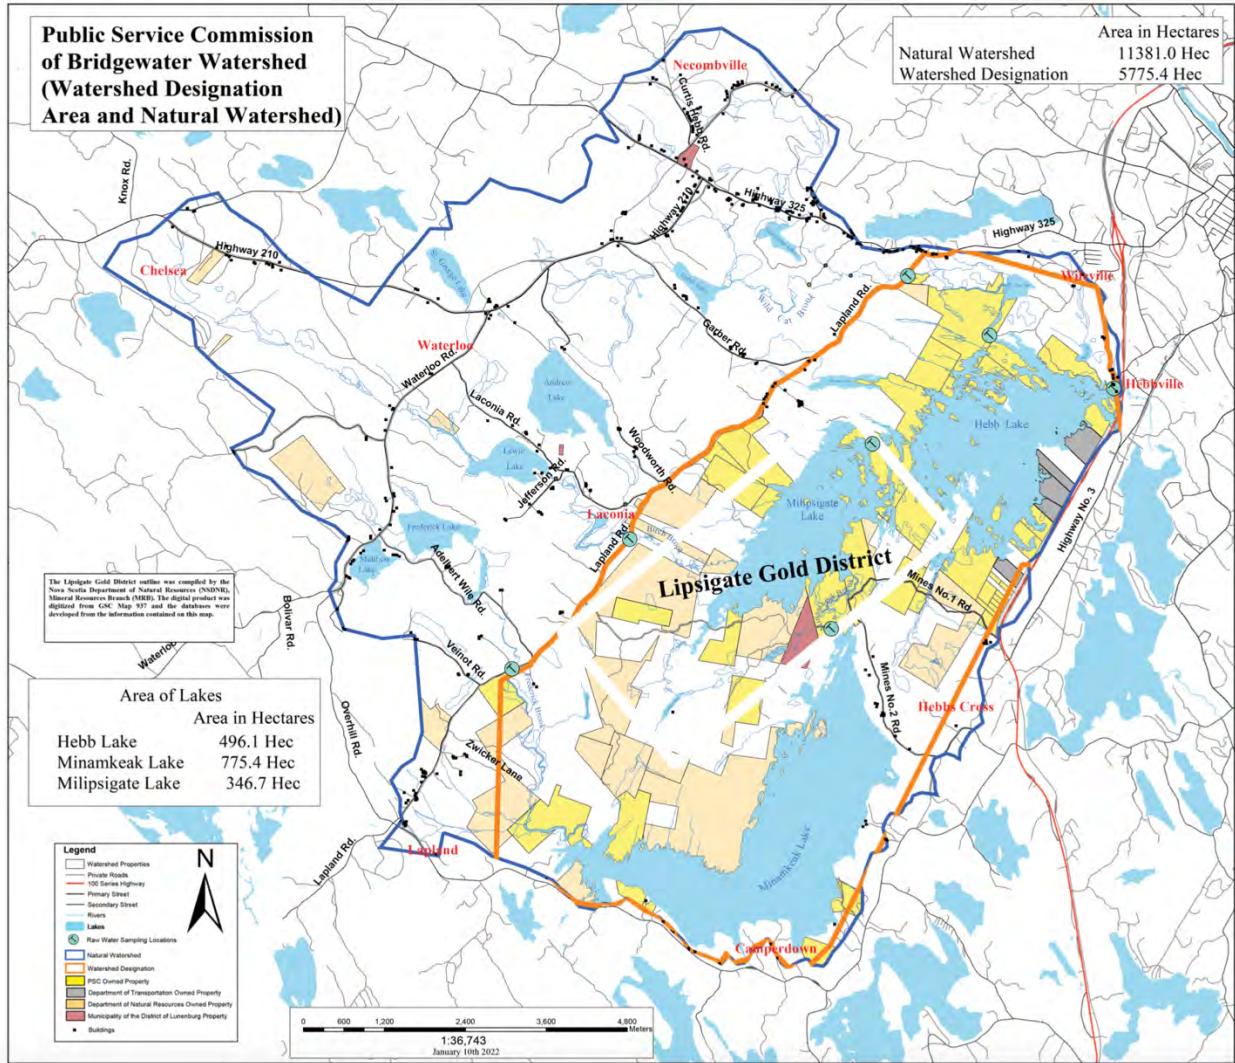 Public Service Commission
of Bridgewater Watershed
(Watershed Designation
Area and Natural Watershed)
Area in Hectares
Natural Watershed 11381.0 Hec
Watershed Designation 5775.4 Hec
Necombville
Curtis Hebb Rd.
Knox Rd.
Highway 210
Highway 325
Highway 325
Highway 210
Chelsea
St. George Lake
Wild Cat Brook
Lapland Rd.
Wileville
Waterloo
Waterloo Rd.
Garber Rd.
Hebbville
Andrew
Lake
Laconia Rd.
Hebb Lake
Woodworth Rd.
Lewis
Lake
Jefferson Rd.
Milipsigate
Lake
Laconia
Highway No. 3
Frederick Lake
Lapland Rd.
Birch Brook
Lipsigate Gold District
Adelbert Wile Rd.
Mines No.1 Rd
The Lipsigate Gold District outline was compiled by the
Nova Scotia Department of Natural Resources (NSDNR),
Mineral Resources Branch (MRB). The digital product was
digitized from GSC Map 937 and the databases were
developed from the information contained on this map.
Bolivar Rd.
Waterloo
Veinot Rd.
Frederick Brook
Mines No.2 Rd.
Hebbs Cross
Area of Lakes
Area in Hectares
Hebb Lake 496.1 Hec
Minamkeak Lake 775.4 Hec
Milipsigate Lake 346.7 Hec
Overhill Rd.
Zwicker Lane
Minamkeak Lake
Lapland
Lapland Rd.
Camperdown
Legend
Watershed Properties
Private Roads
100 Series Highway
Primary Street
Secondary Street
Rivers
Lakes
Raw Water Sampling Locations
Natural Watershed
Watershed Designation
PSC Owned Property
Department of Transportation Owned Property
Department of Natural Resources Owned Property
Municipality of the District of Lunenburg Property
Buildings
N
0 600 1,200 2,400 3,600 4,800
Meters
1:36,743
January 10th 2022